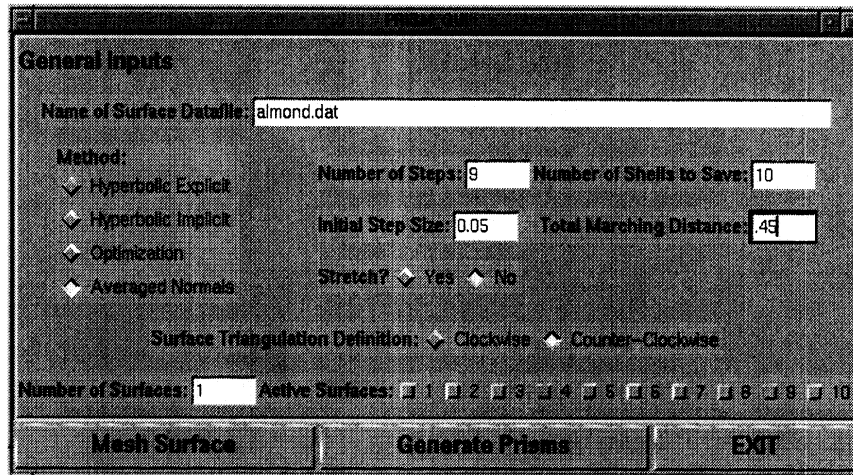 General Inputs
Name of Surface Datafile: almond.dat
Method:
Hyperbolic Explicit
Hyperbolic Implicit
Optimization
Averaged Normals
Number of Steps: 9 Number of Shells to Save: 10
Initial Step Size: 0.05 Total Marching Distance: .45
Stretch? Yes No
Surface Triangulation Definition: Clockwise Counter-Clockwise
Number of Surfaces: 1 Active Surfaces: 1 2 3 4 5 6 7 8 9 10
Mesh Surface Generate Prisms EXIT